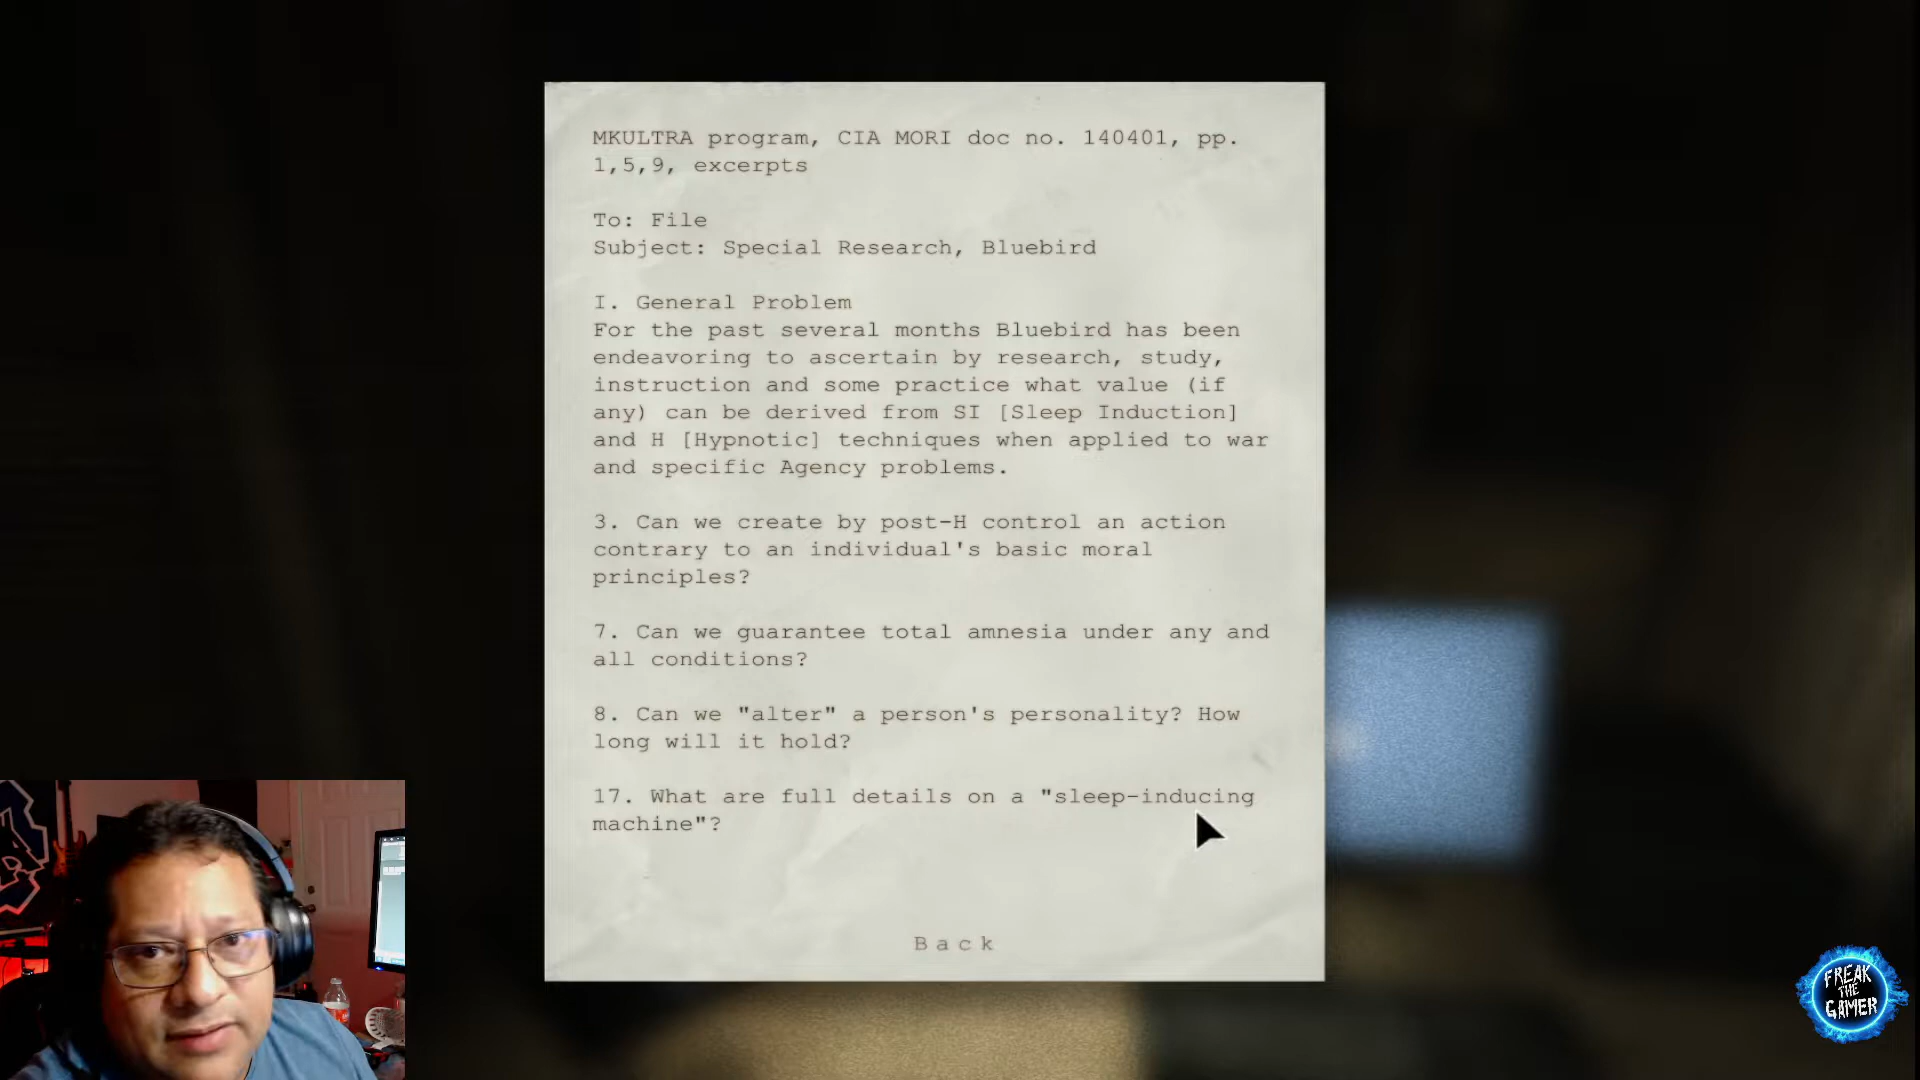 MKULTRA program, CIA MORI doc no. 140401, pp.
1,5,9, excerpts
To: File
Subject: Special Research, Bluebird
I. General Problem
For the past several months Bluebird has been
endeavoring to ascertain by research, study,
instruction and some practice what value (if
any) can be derived from SI [Sleep Induction]
and H [Hypnotic] techniques when applied to war
and specific Agency problems.
3. Can we create by post-H control an action
contrary to an individual's basic moral
principles?
7. Can we guarantee total amnesia under any and
all conditions?
8. Can we "alter" a person's personality? How
long will it hold?
17. What are full details on a "sleep-inducing
machine"?
Back
FREAK
THE
GAMER